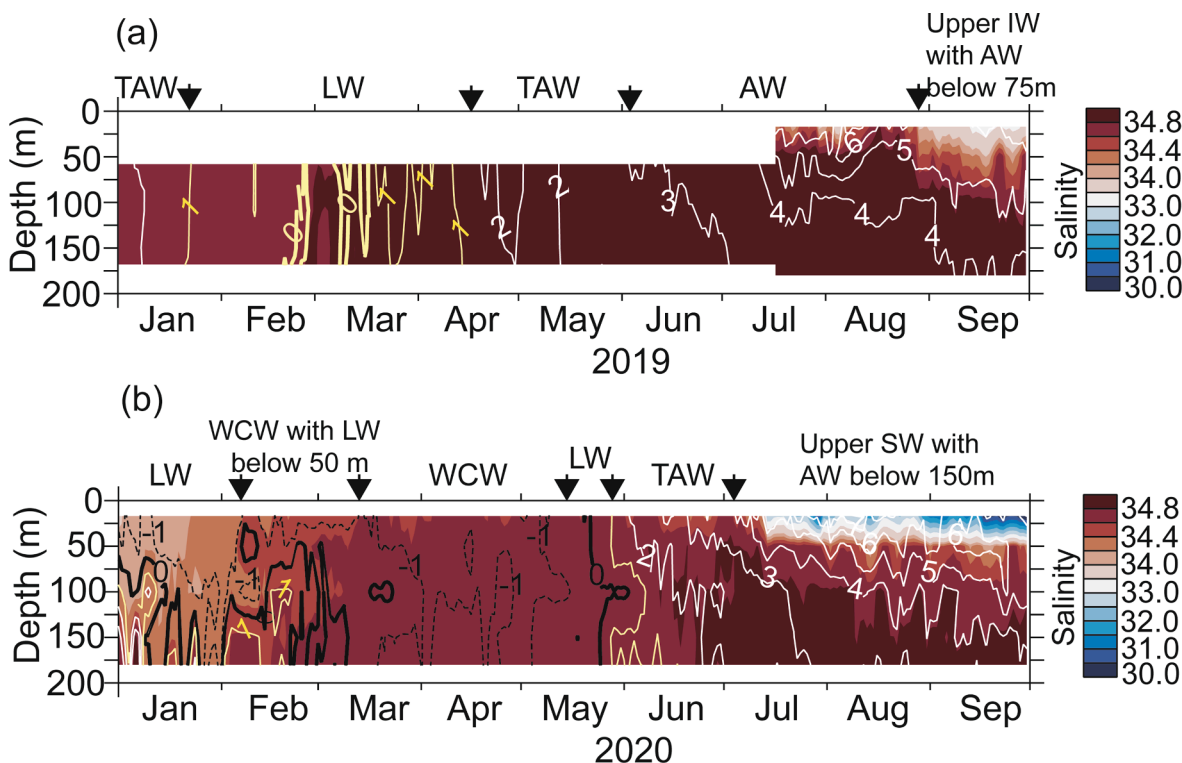 (a)
Upper IW
with AW
below 75m
TAW LW TAW AW
0
50
100
150
200
Depth (m)
1 0 0 1 1 1 2 2 3 4 6 4 5 4
34.8
34.4
34.0
33.0
32.0
31.0
30.0
Salinity
Jan Feb Mar Apr May Jun Jul Aug Sep
2019
(b)
WCW with LW
below 50 m
LW WCW LW TAW
Upper SW with
AW below 150m
0
50
100
150
200
Depth (m)
-1 0 -1 1 1 -1 -1 -1 0 2 3 4 6 5 6
34.8
34.4
34.0
33.0
32.0
31.0
30.0
Salinity
Jan Feb Mar Apr May Jun Jul Aug Sep
2020